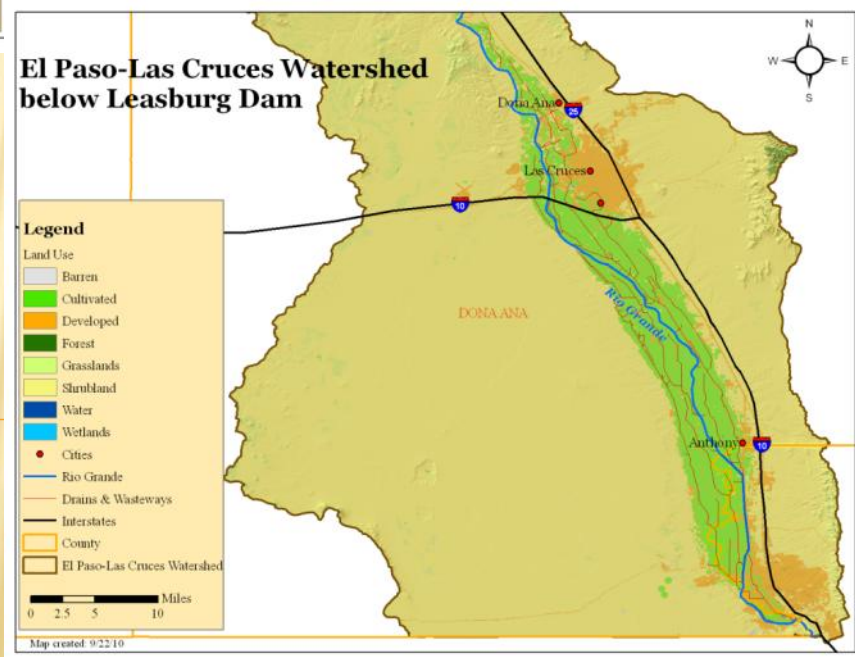 El Paso-Las Cruces Watershed
below Leasburg Dam
N
W
E
S
Dona Ana
25
Las Cruces
10
DONA ANA
Rio Grande
Anthony
10
Legend
Land Use
Barren
Cultivated
Developed
Forest
Grasslands
Shrubland
Water
Wetlands
Cities
Rio Grande
Drains & Wasteways
Interstates
County
El Paso-Las Cruces Watershed
Miles
0 2.5 5 10
Map created: 9/22/10